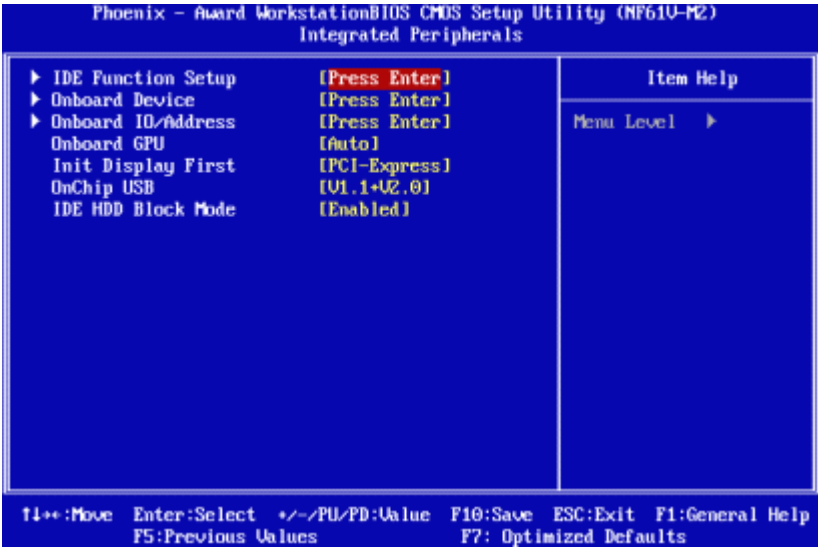 Phoenix - Award WorkstationBIOS CMOS Setup Utility (NF61V-M2)
Integrated Peripherals
▶ IDE Function Setup [Press Enter]
▶ Onboard Device [Press Enter]
▶ Onboard IO/Address [Press Enter]
Onboard GPU [Auto]
Init Display First [PCI-Express]
OnChip USB [V1.1+V2.0]
IDE HDD Block Mode [Enabled]
Item Help
Menu Level ▶
↑↓→←:Move Enter:Select +/-/PU/PD:Value F10:Save ESC:Exit F1:General Help
F5:Previous Values F7: Optimized Defaults